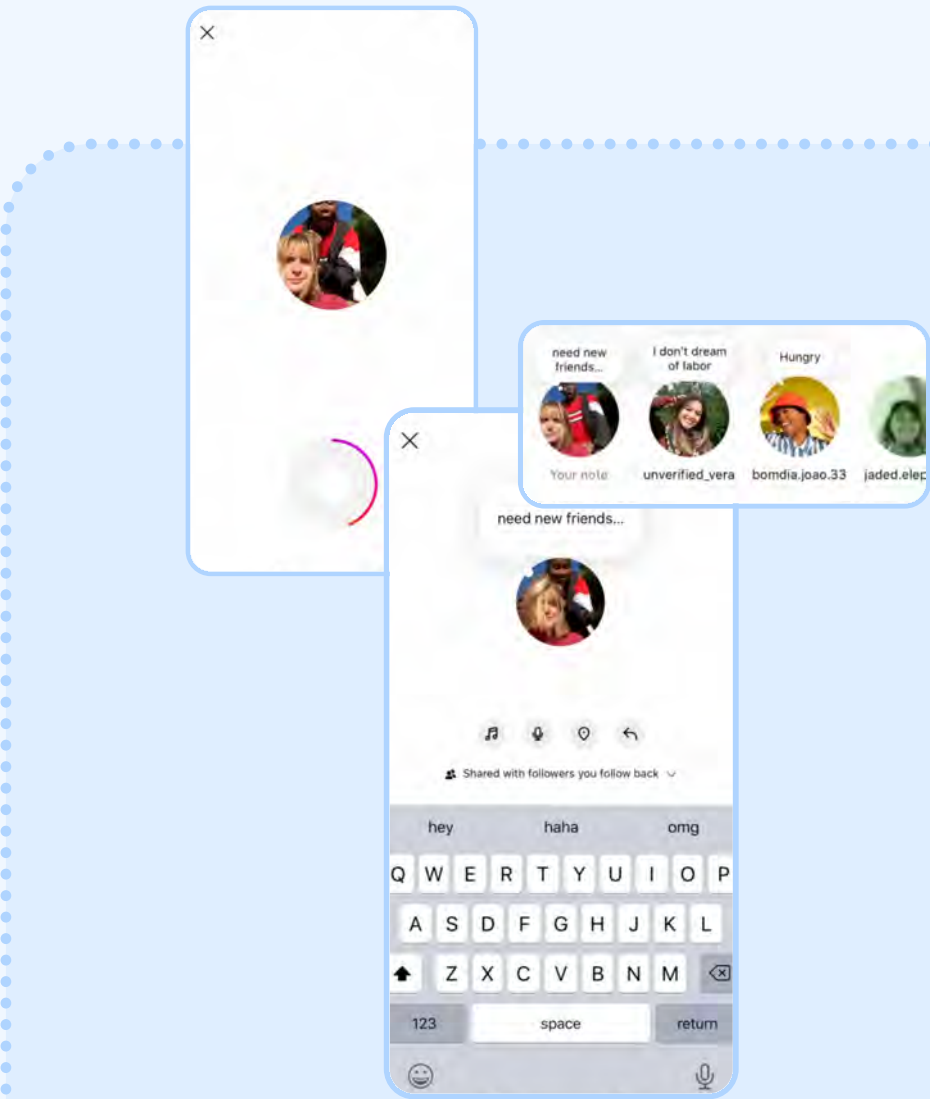 need new
friends...
I don't dream
of labor
Hungry
Your note
unverified_vera
bomdia.joao.33
jaded.elep
need new friends...
Shared with followers you follow back
hey
haha
omg
Q W E R T Y U I O P
A S D F G H J K L
Z X C V B N M
123
space
return